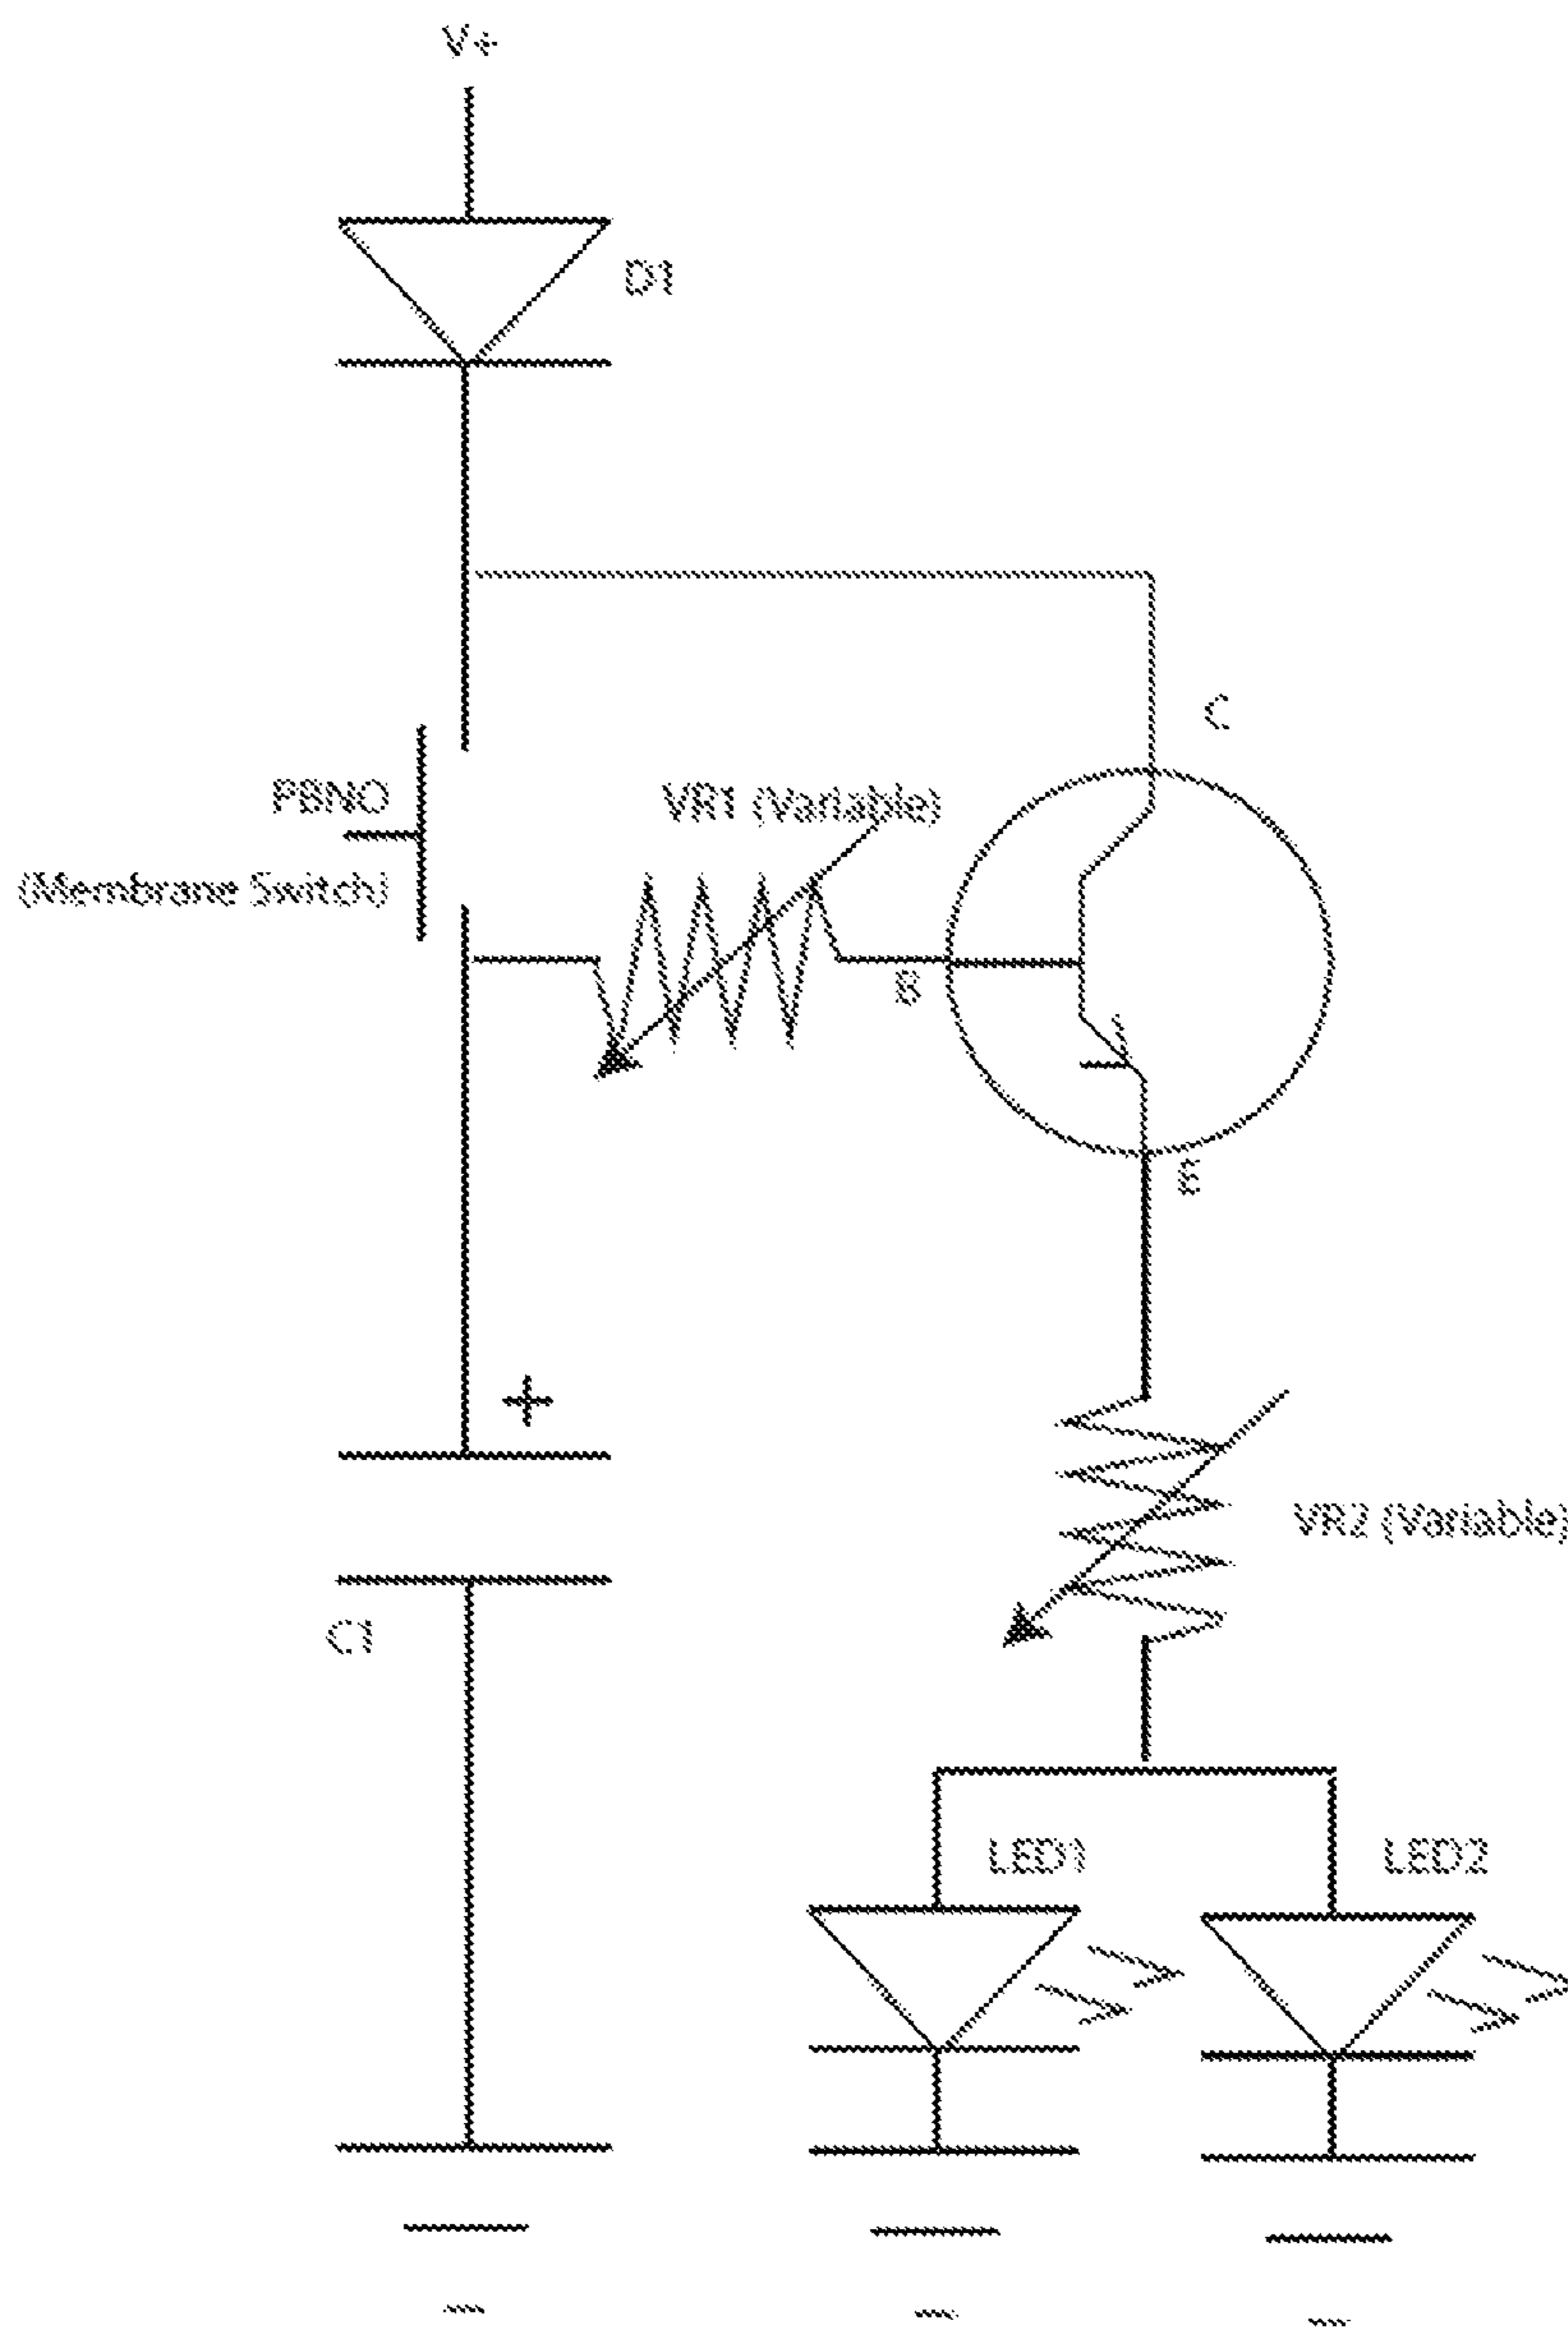 V+
D1
C
PBNO
VR1 (Variable)
(Membrane Switch)
B
E
+
VR2 (Variable)
C1
LED1
LED2